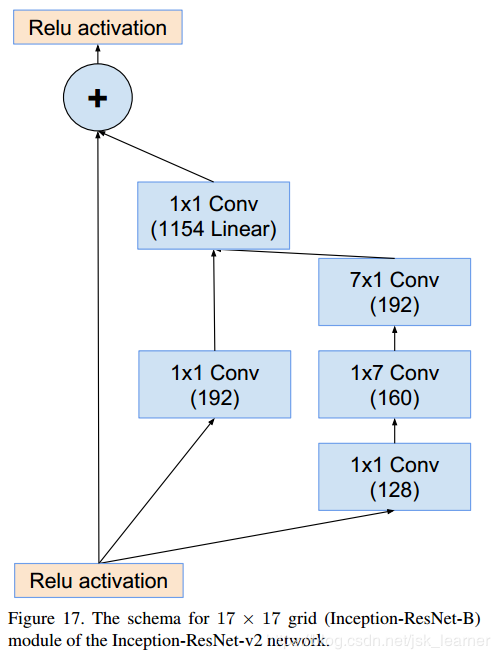 Relu activation
+
1x1 Conv
(1154 Linear)
7x1 Conv
(192)
1x1 Conv
(192)
1x7 Conv
(160)
1x1 Conv
(128)
Relu activation
Figure 17. The schema for 17 × 17 grid (Inception-ResNet-B)
module of the Inception-ResNet-v2 network.
blog.csdn.net/jsk_learner